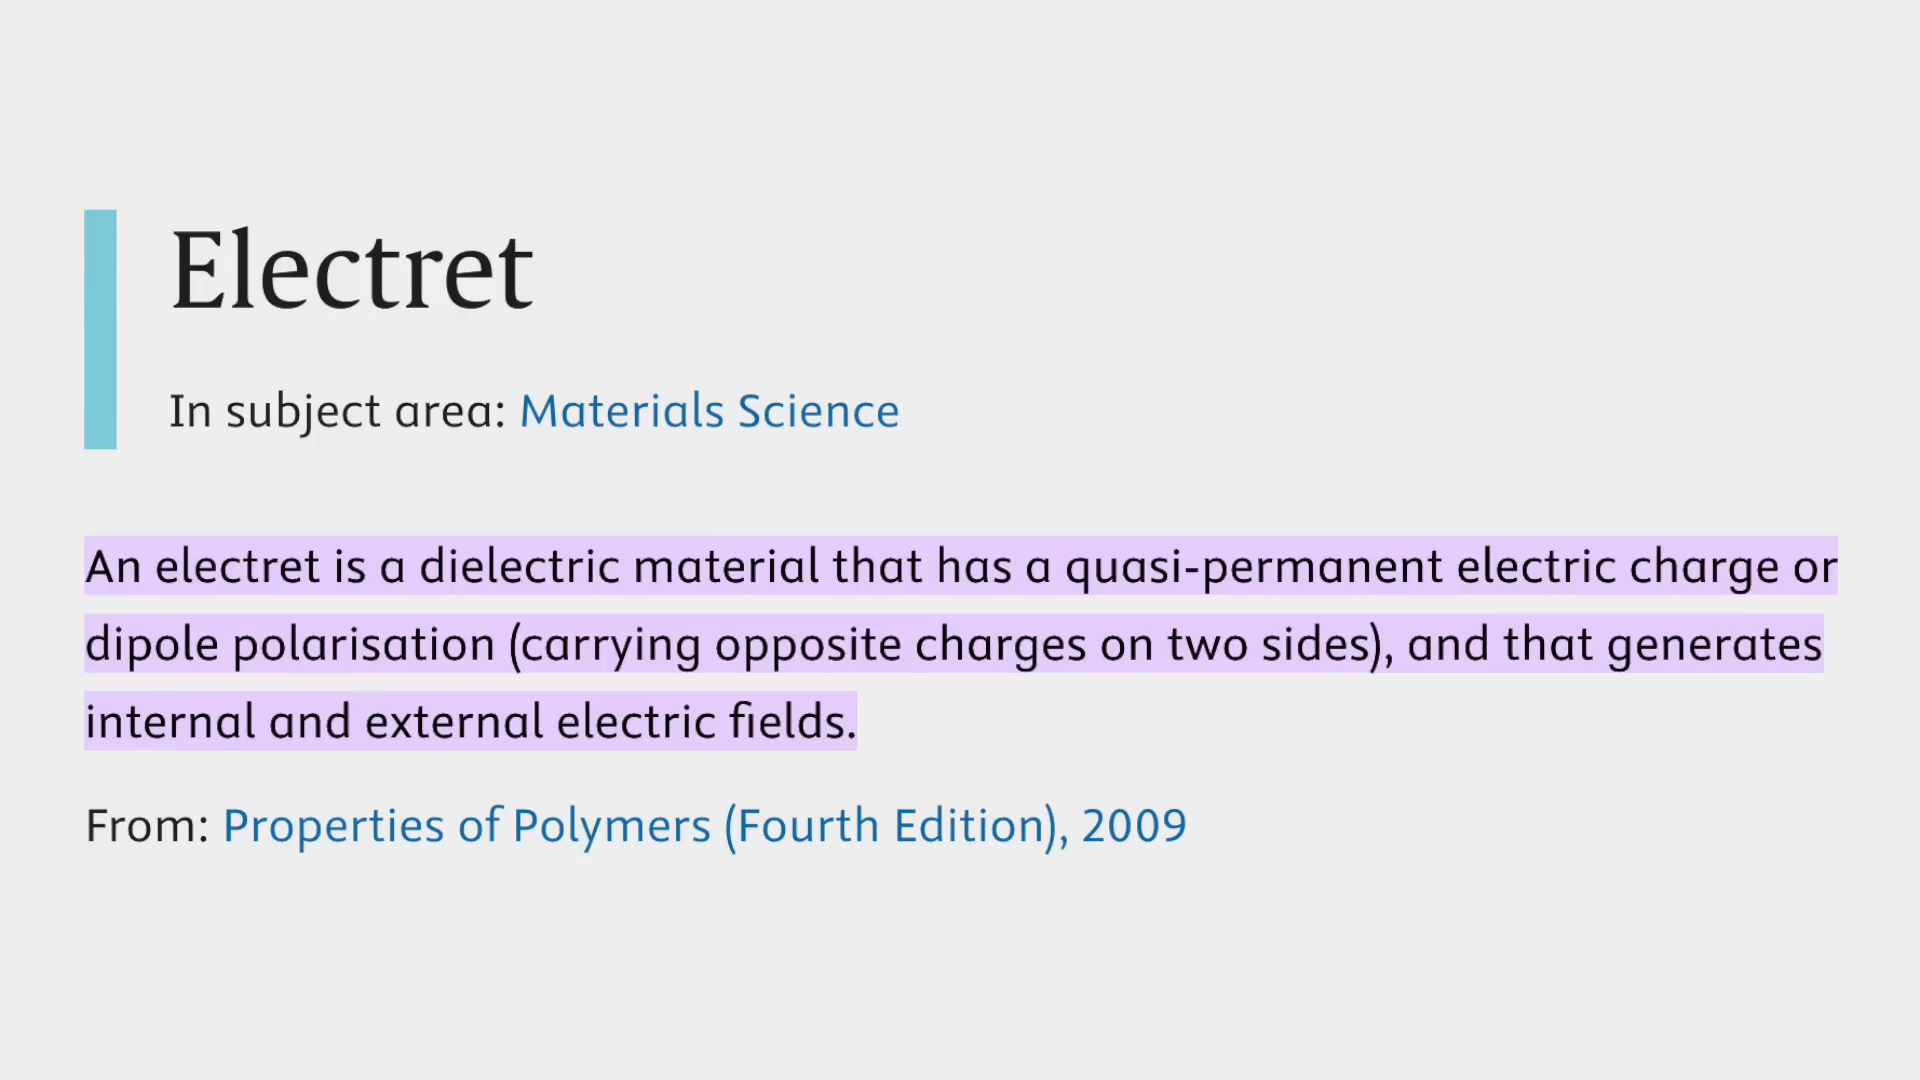 Electret
In subject area: Materials Science
An electret is a dielectric material that has a quasi-permanent electric charge or
dipole polarisation (carrying opposite charges on two sides), and that generates
internal and external electric fields.
From: Properties of Polymers (Fourth Edition), 2009